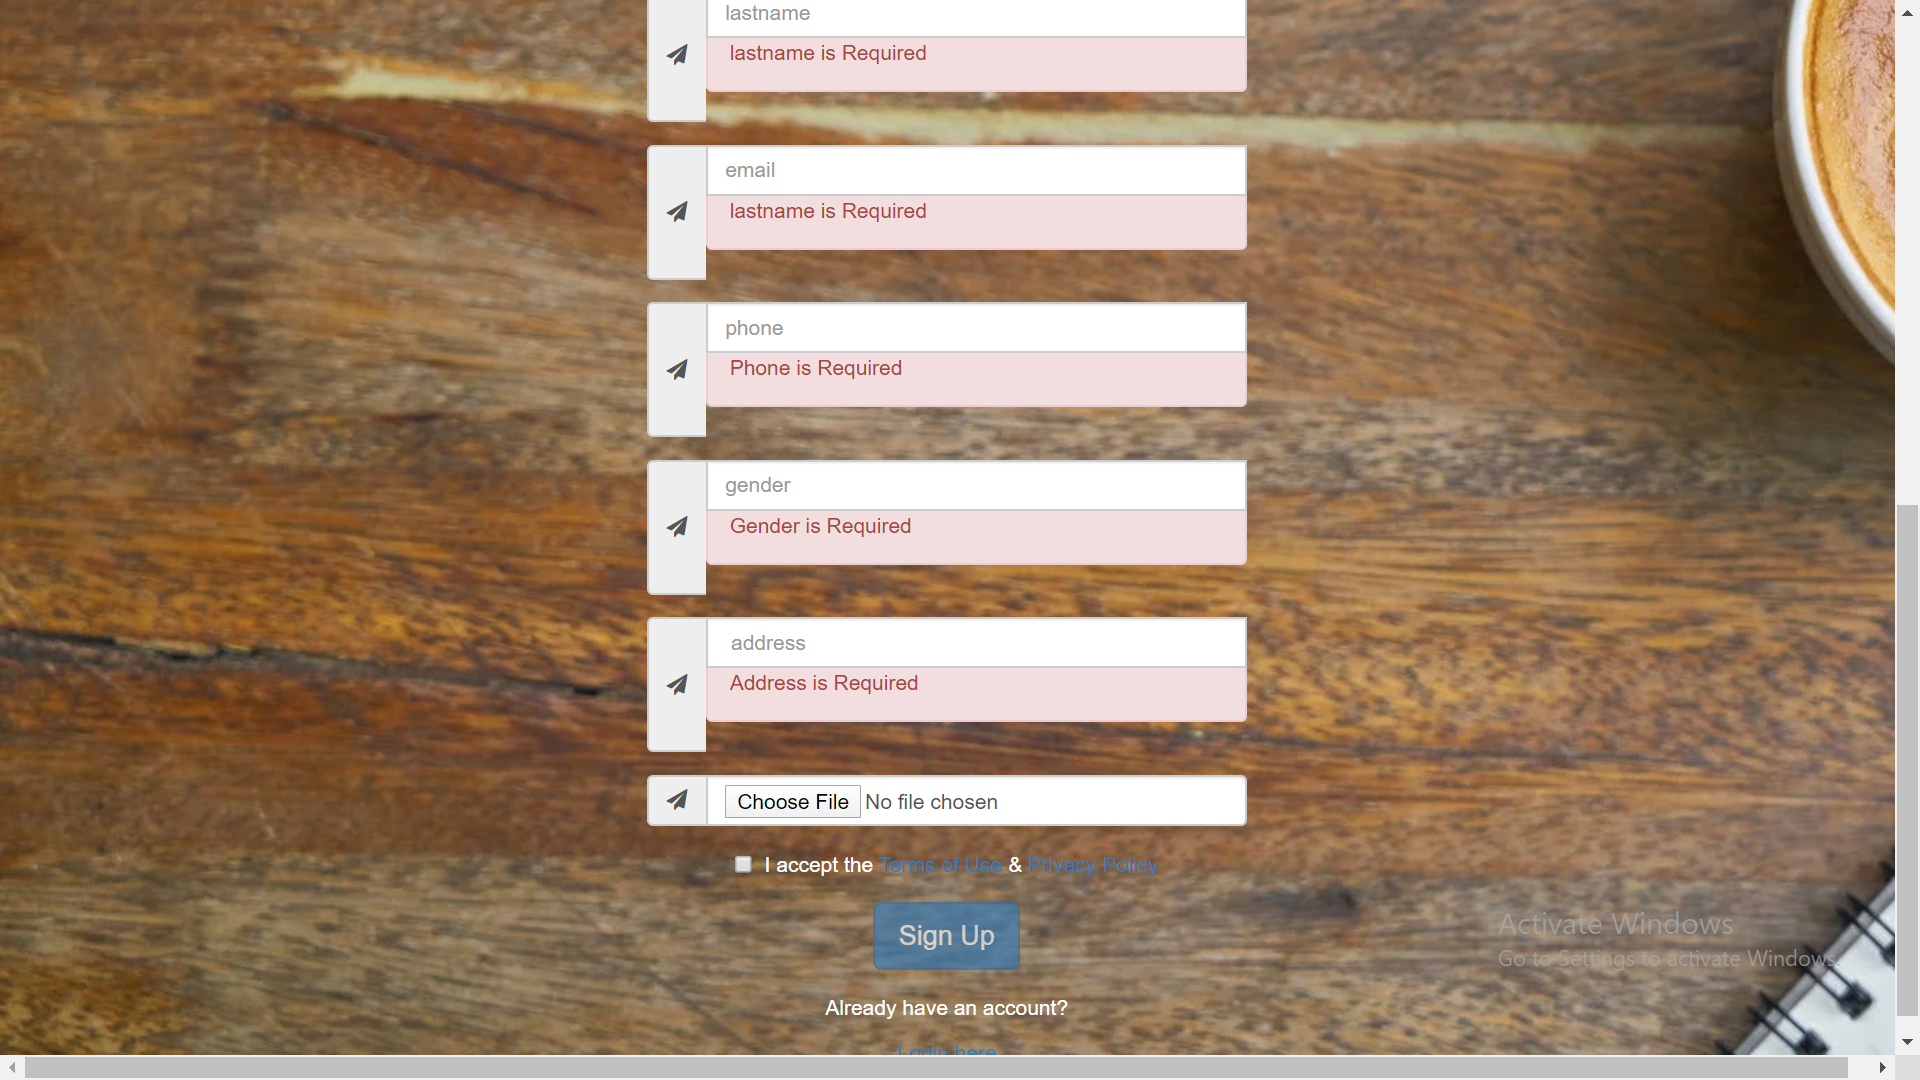 lastname
lastname is Required
email
lastname is Required
phone
Phone is Required
gender
Gender is Required
address
Address is Required
Choose File No file chosen
I accept the Terms of Use & Privacy Policy
Sign Up
Activate Windows
Go to Settings to activate Windows.
Already have an account?
Login here